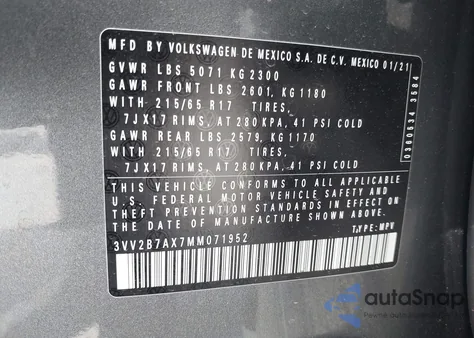 MFD BY VOLKSWAGEN DE MEXICO S.A. DE C.V. MEXICO 01/21
GVWR LBS 5071 KG 2300
GAWR FRONT LBS 2601, KG 1180
WITH 215/65 R17 TIRES,
7JX17 RIMS, AT 280 KPA, 41 PSI COLD
GAWR REAR LBS 2579, KG 1170
WITH 215/65 R17 TIRES,
7JX17 RIMS, AT 280 KPA, 41 PSI COLD
THIS VEHICLE CONFORMS TO ALL APPLICABLE
U.S. FEDERAL MOTOR VEHICLE SAFETY AND
THEFT PREVENTION STANDARDS IN EFFECT ON
THE DATE OF MANUFACTURE SHOWN ABOVE
3VV2B7AX7MM071952 TYPE: MPV
0360534 3584
autoSnap